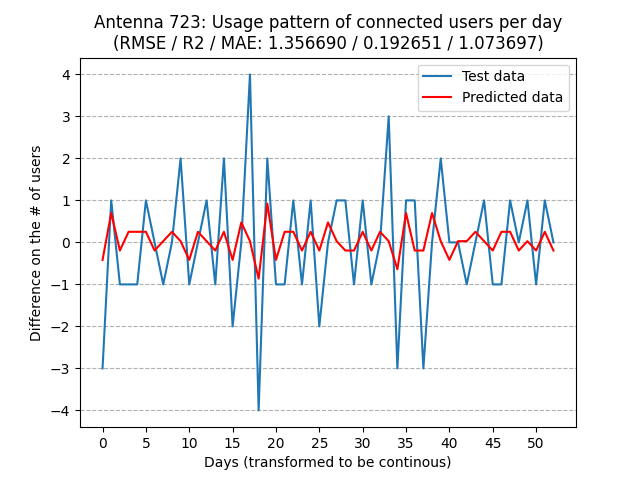 Antenna 723: Usage pattern of connected users per day
(RMSE / R2 / MAE: 1.356690 / 0.192651 / 1.073697)
Test data
Predicted data
Difference on the # of users
4
3
2
1
0
−1
−2
−3
−4
0 5 10 15 20 25 30 35 40 45 50
Days (transformed to be continous)